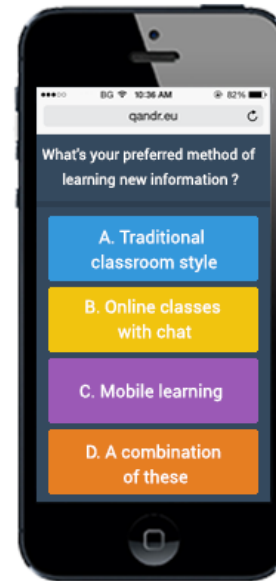 BG 10:36 AM 82%
qandr.eu
What's your preferred method of
learning new information ?
A. Traditional
classroom style
B. Online classes
with chat
C. Mobile learning
D. A combination
of these